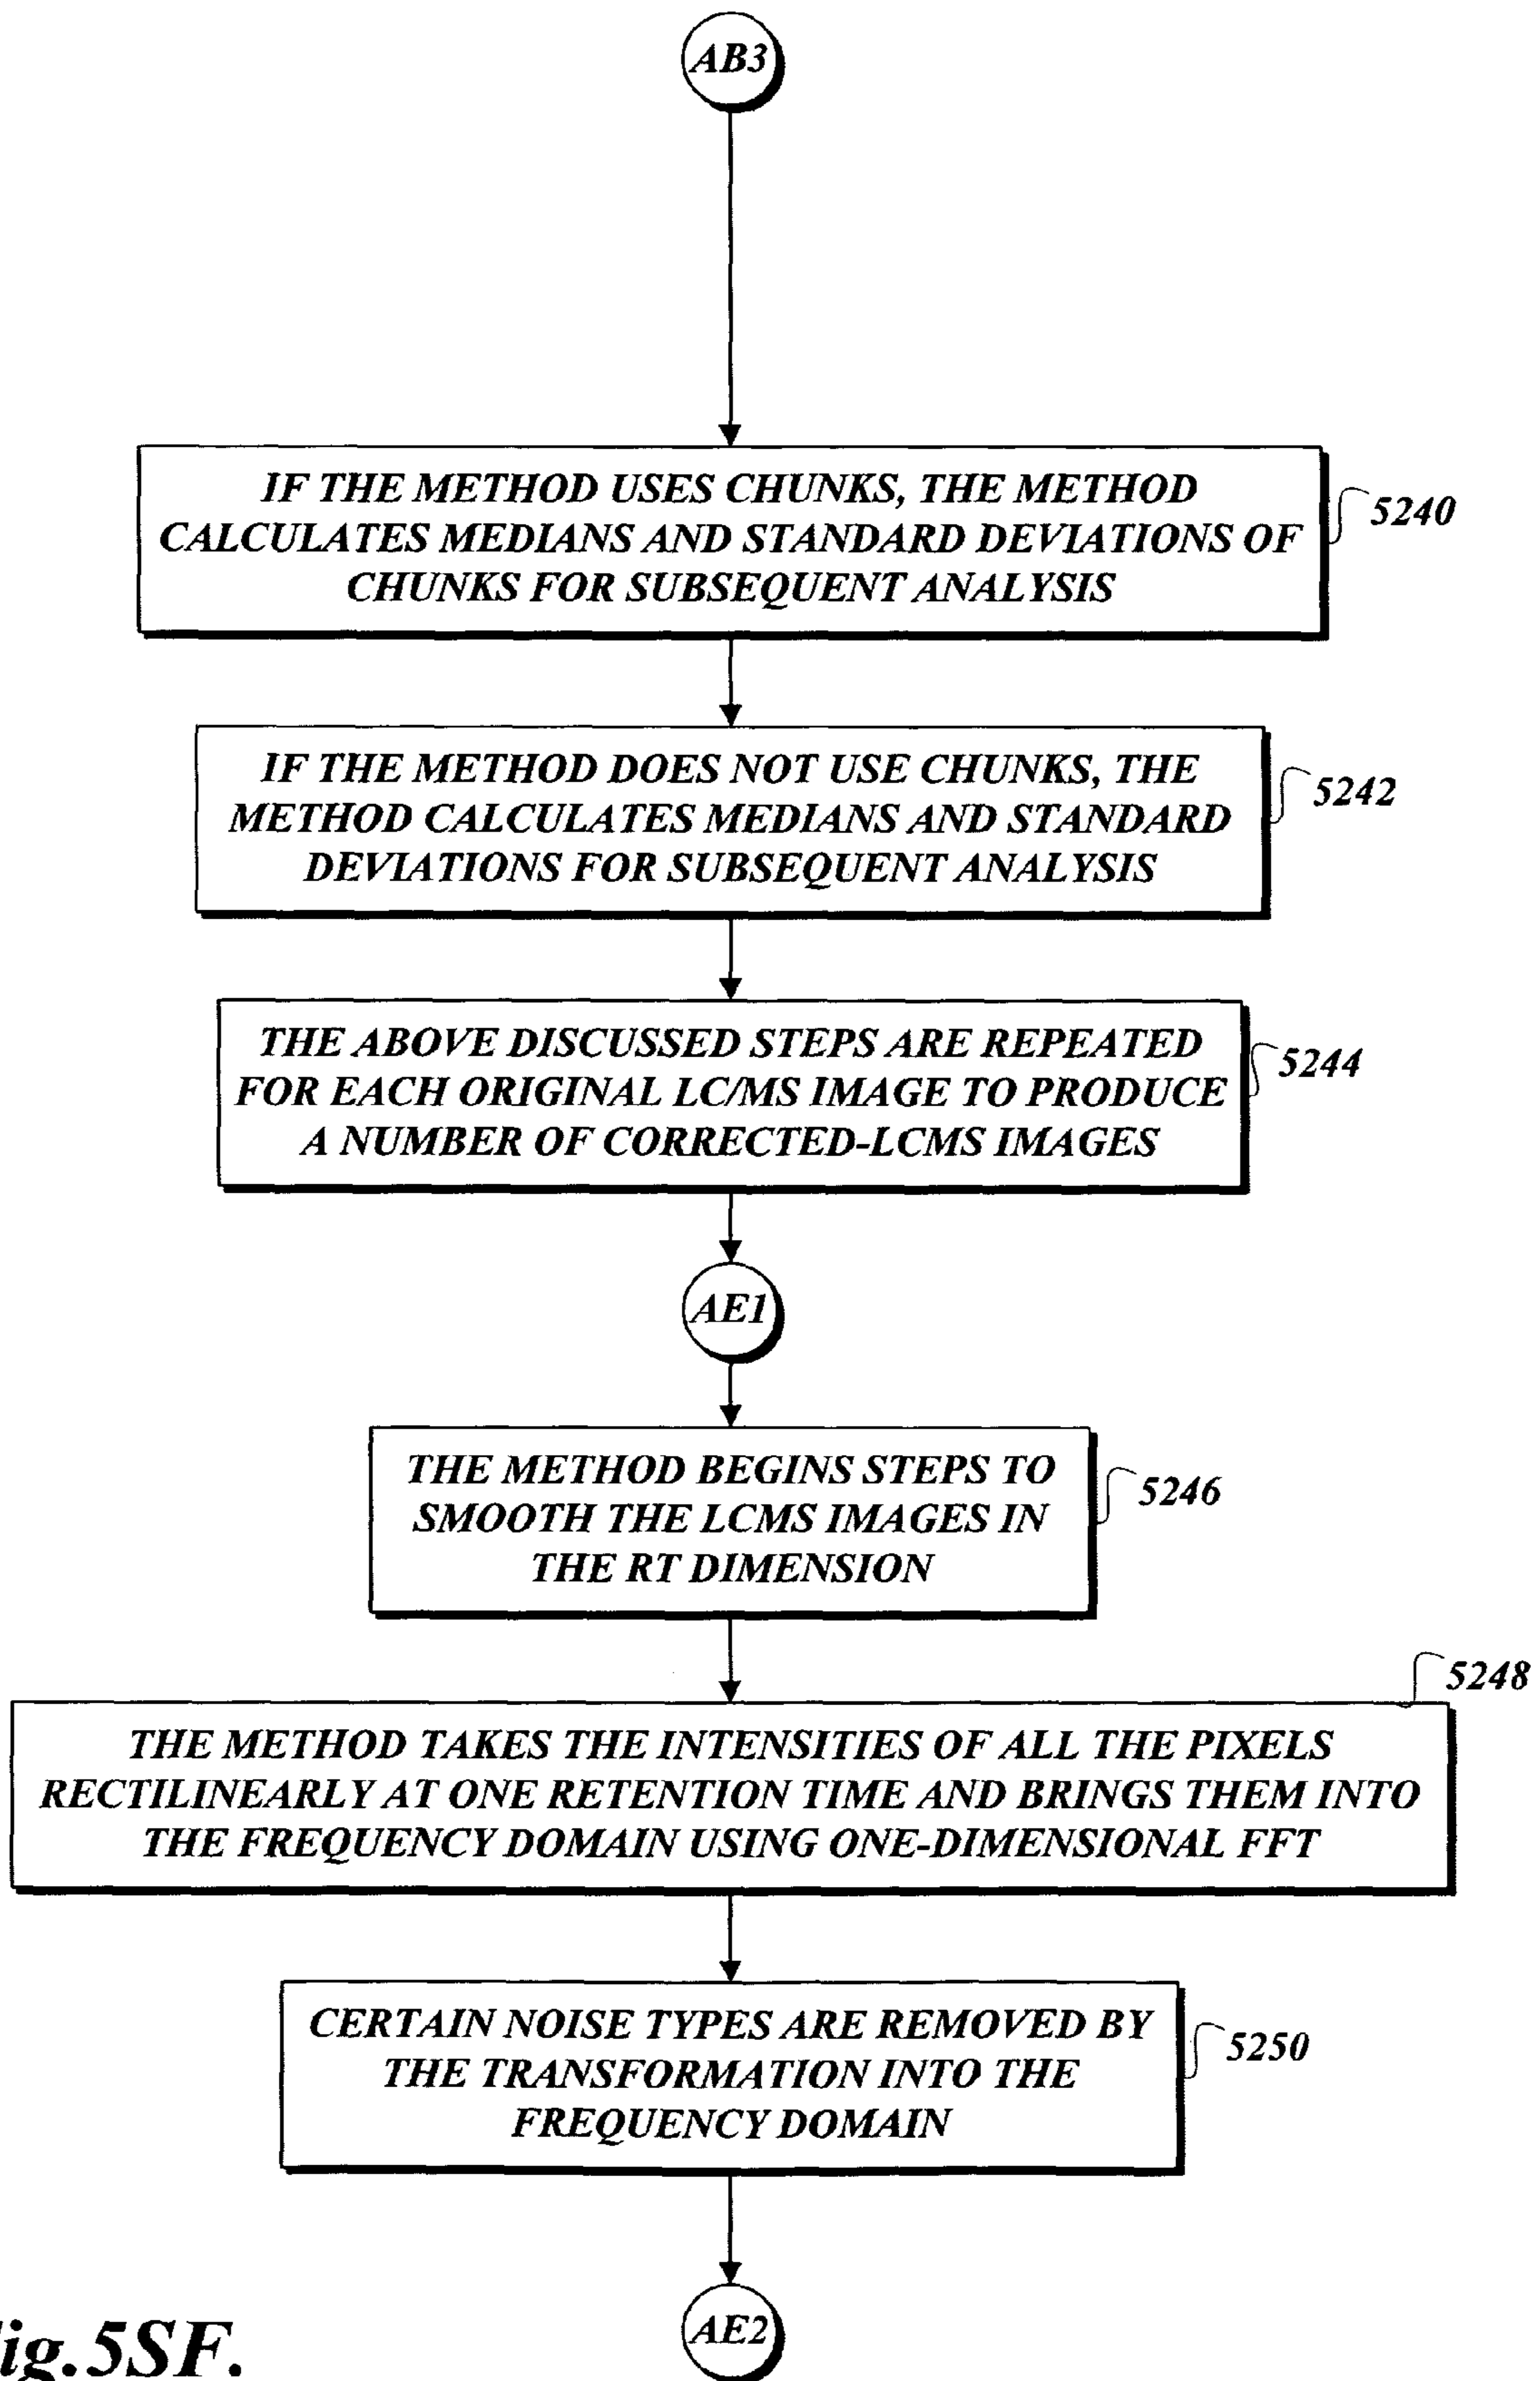 AB3
IF THE METHOD USES CHUNKS, THE METHOD
CALCULATES MEDIANS AND STANDARD DEVIATIONS OF
CHUNKS FOR SUBSEQUENT ANALYSIS
5240
IF THE METHOD DOES NOT USE CHUNKS, THE
METHOD CALCULATES MEDIANS AND STANDARD
DEVIATIONS FOR SUBSEQUENT ANALYSIS
5242
THE ABOVE DISCUSSED STEPS ARE REPEATED
FOR EACH ORIGINAL LC/MS IMAGE TO PRODUCE
A NUMBER OF CORRECTED-LCMS IMAGES
5244
AE1
THE METHOD BEGINS STEPS TO
SMOOTH THE LCMS IMAGES IN
THE RT DIMENSION
5246
5248
THE METHOD TAKES THE INTENSITIES OF ALL THE PIXELS
RECTILINEARLY AT ONE RETENTION TIME AND BRINGS THEM INTO
THE FREQUENCY DOMAIN USING ONE-DIMENSIONAL FFT
CERTAIN NOISE TYPES ARE REMOVED BY
THE TRANSFORMATION INTO THE
FREQUENCY DOMAIN
5250
AE2
ig.5SF.